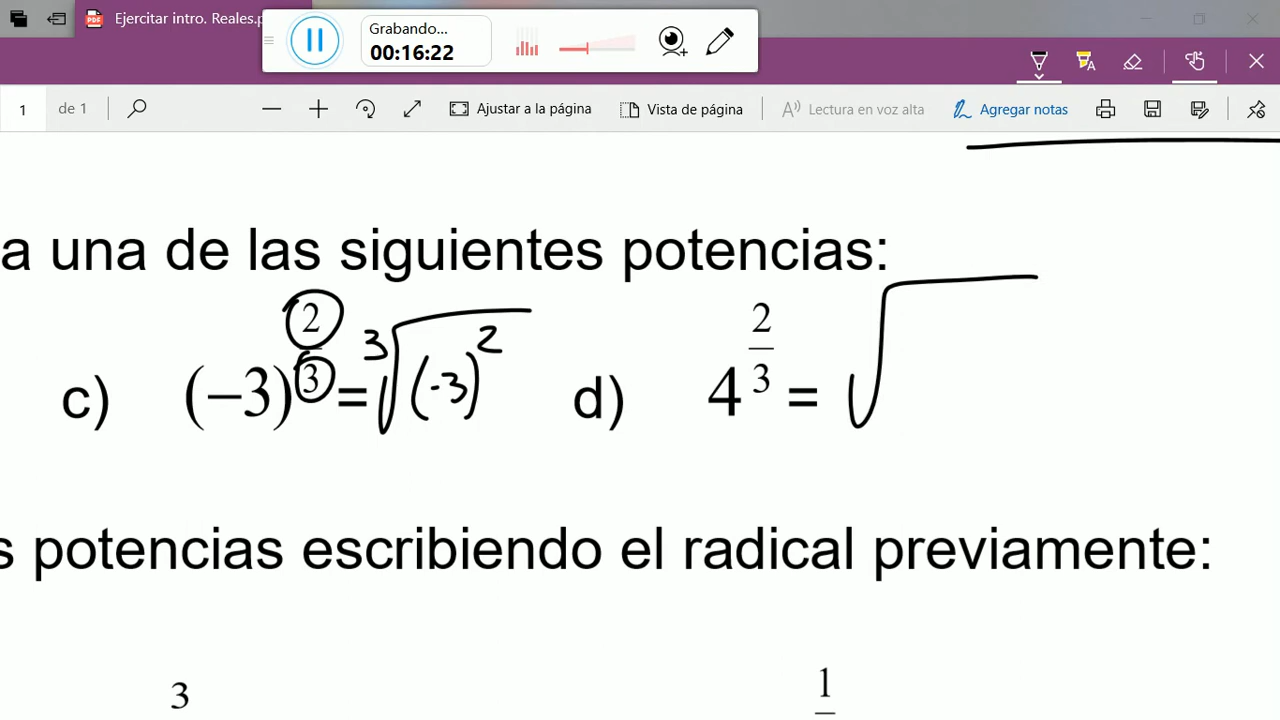 Ejercitar intro. Reales.p
Grabando...
00:16:22
1 de 1 Ajustar a la página Vista de página Lectura en voz alta Agregar notas
a una de las siguientes potencias:
c) (−3)^(2/3) = ∛(-3)² d) 4^(2/3) = √
s potencias escribiendo el radical previamente:
3 1